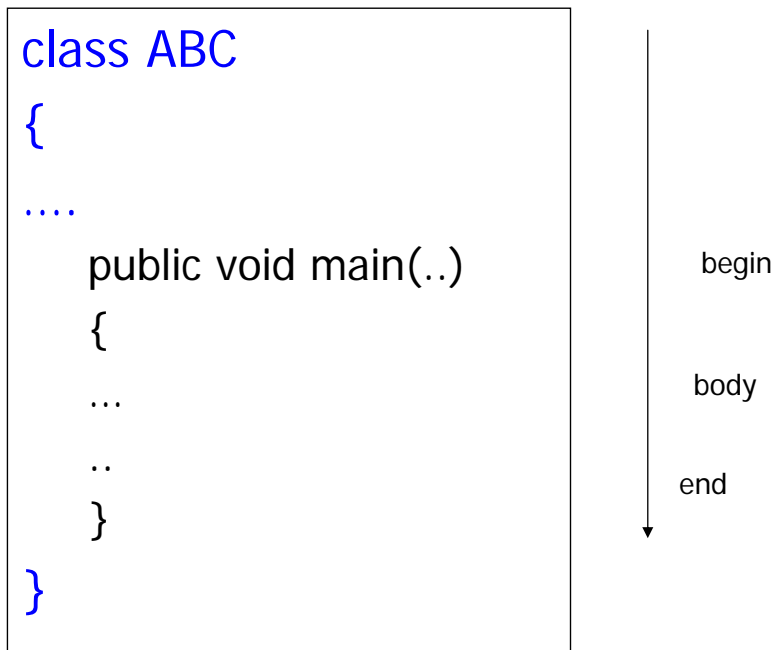 class ABC
{
....
public void main(..)
begin
{
...
body
..
end
}
}